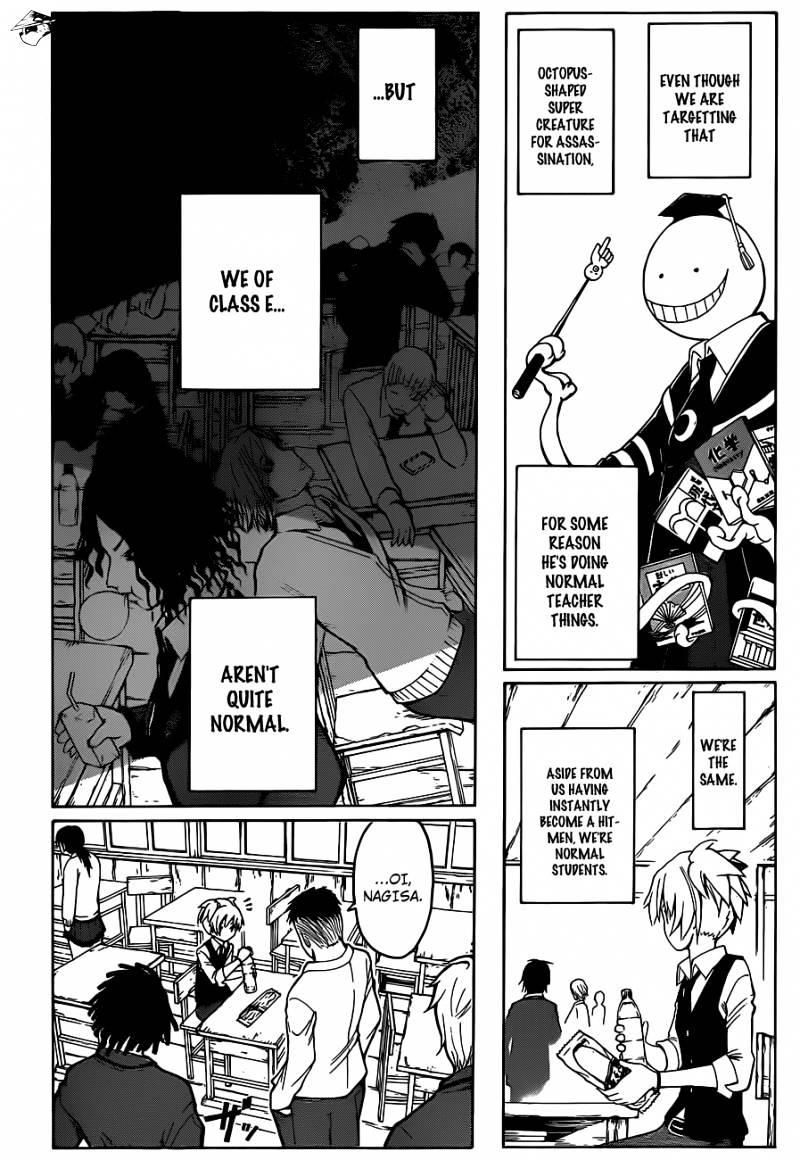 EVEN THOUGH
WE ARE
TARGETTING
THAT
OCTOPUS-
SHAPED
SUPER
CREATURE
FOR ASSAS-
SINATION,
FOR SOME
REASON
HE'S DOING
NORMAL
TEACHER
THINGS.
化学
WE'RE
THE
SAME.
ASIDE FROM
US HAVING
INSTANTLY
BECOME A HIT-
MEN, WE'RE
NORMAL
STUDENTS.
...BUT
WE OF
CLASS E...
AREN'T
QUITE
NORMAL.
...OI,
NAGISA.
ザッ